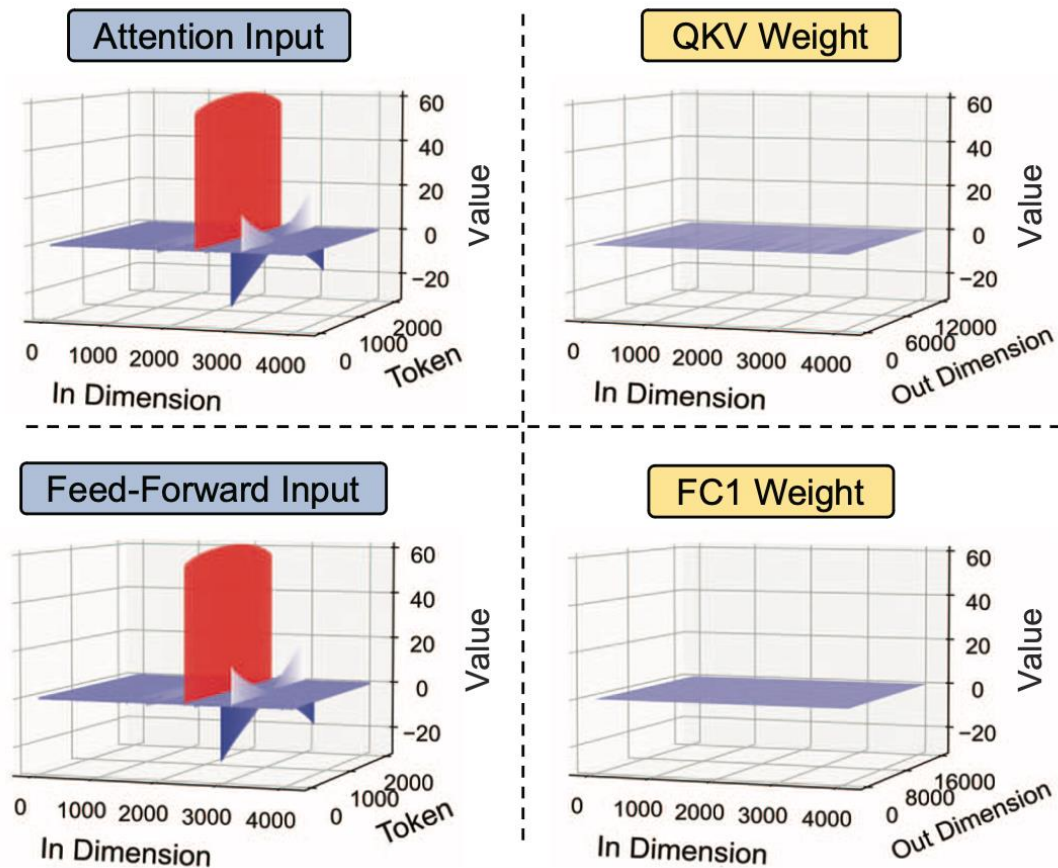 Attention Input
60
40
20
0
−20
Value
0 1000 2000 3000 4000
In Dimension
0 1000 2000
Token
QKV Weight
60
40
20
0
−20
Value
0 1000 2000 3000 4000
In Dimension
0 6000 12000
Out Dimension
Feed-Forward Input
60
40
20
0
−20
Value
0 1000 2000 3000 4000
In Dimension
0 1000 2000
Token
FC1 Weight
60
40
20
0
−20
Value
0 1000 2000 3000 4000
In Dimension
0 8000 16000
Out Dimension